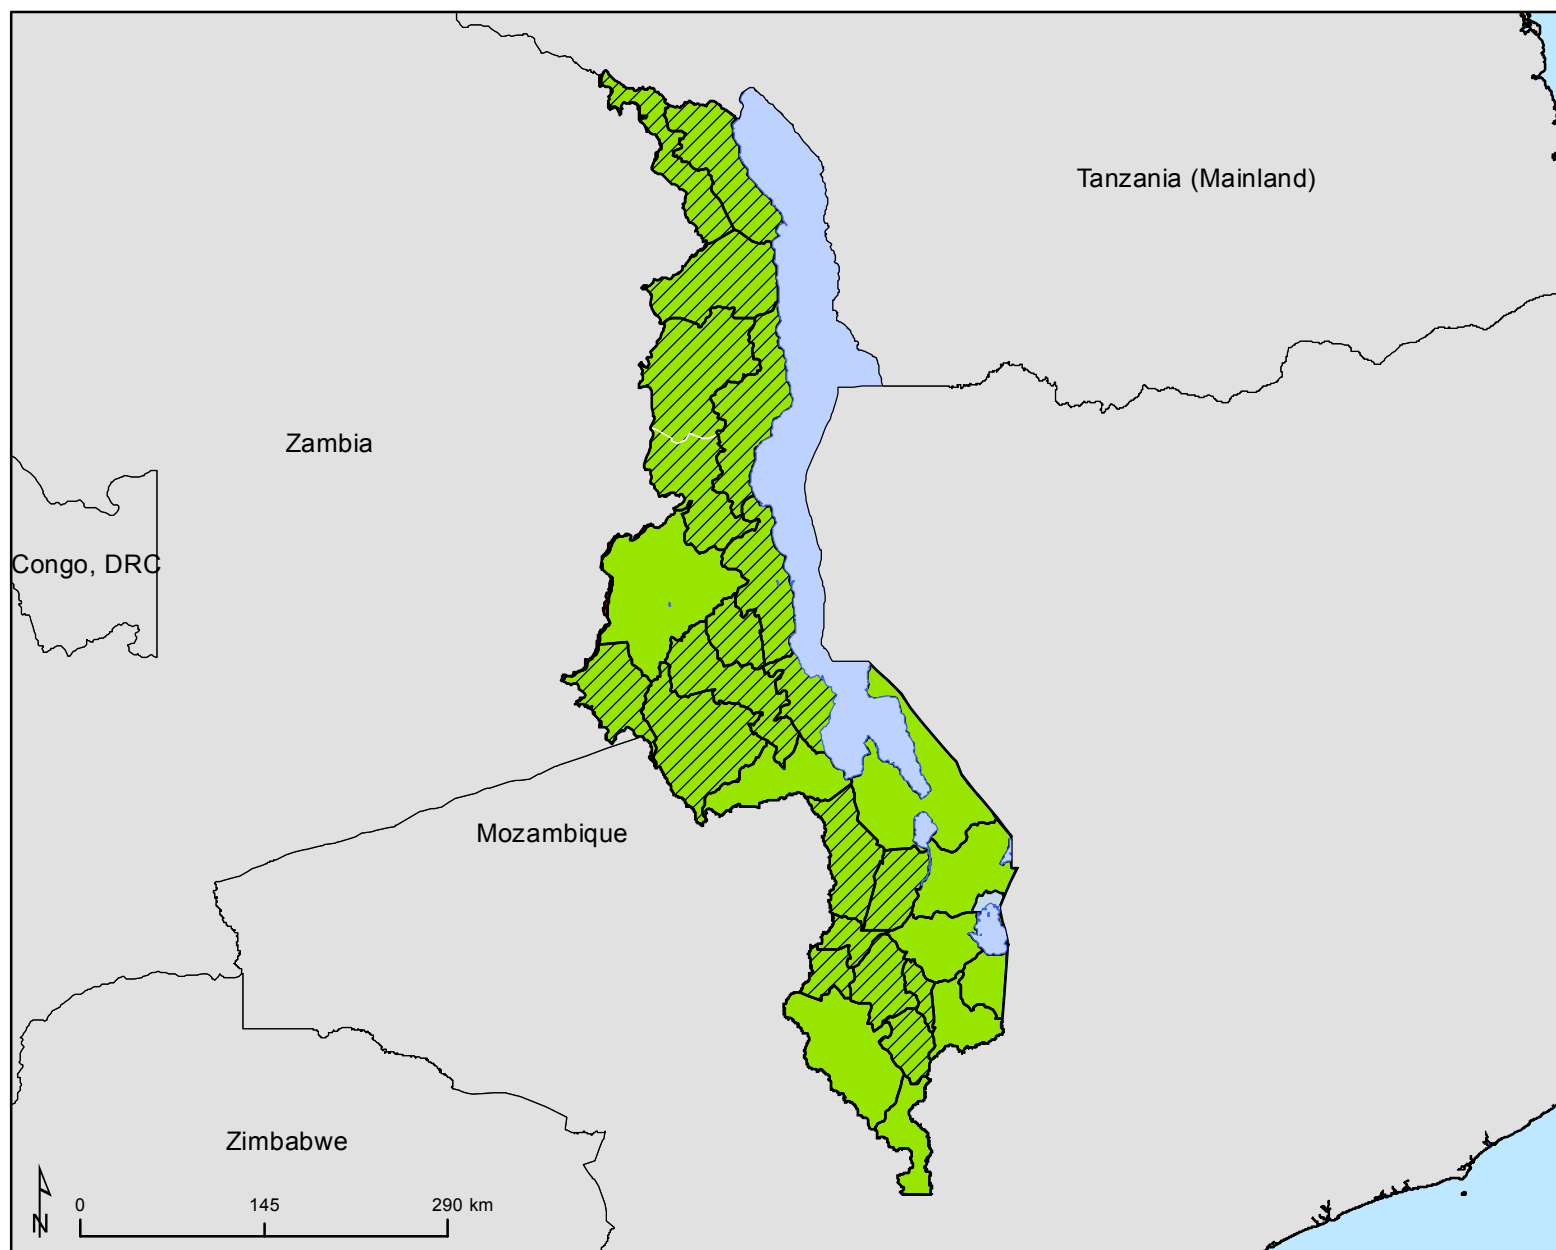 Tanzania (Mainland)
Zambia
Congo, DRC
Mozambique
Zimbabwe
0 145 290 km
N